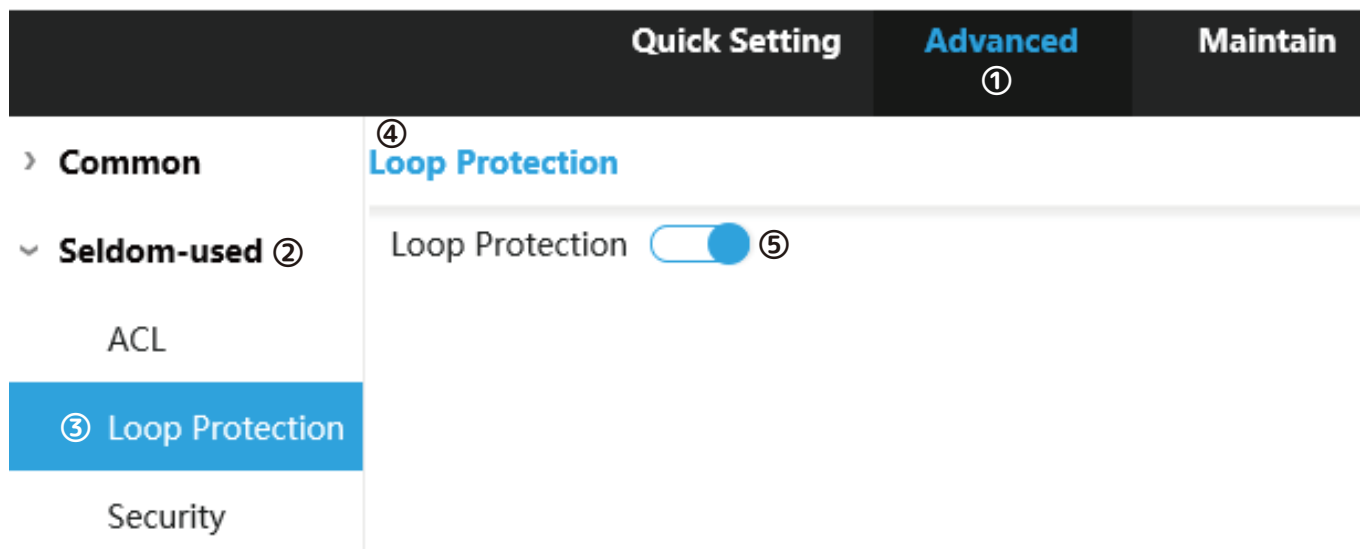 Quick Setting Advanced Maintain
①
④
› Common Loop Protection
Seldom-used ② Loop Protection ⑤
ACL
③ Loop Protection
Security